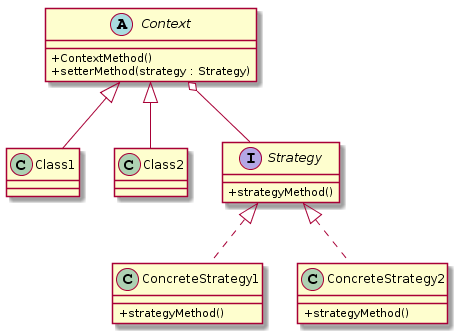 A Context
+ContextMethod()
+setterMethod(strategy : Strategy)
C Class1
C Class2
I Strategy
+strategyMethod()
C ConcreteStrategy1
+strategyMethod()
C ConcreteStrategy2
+strategyMethod()